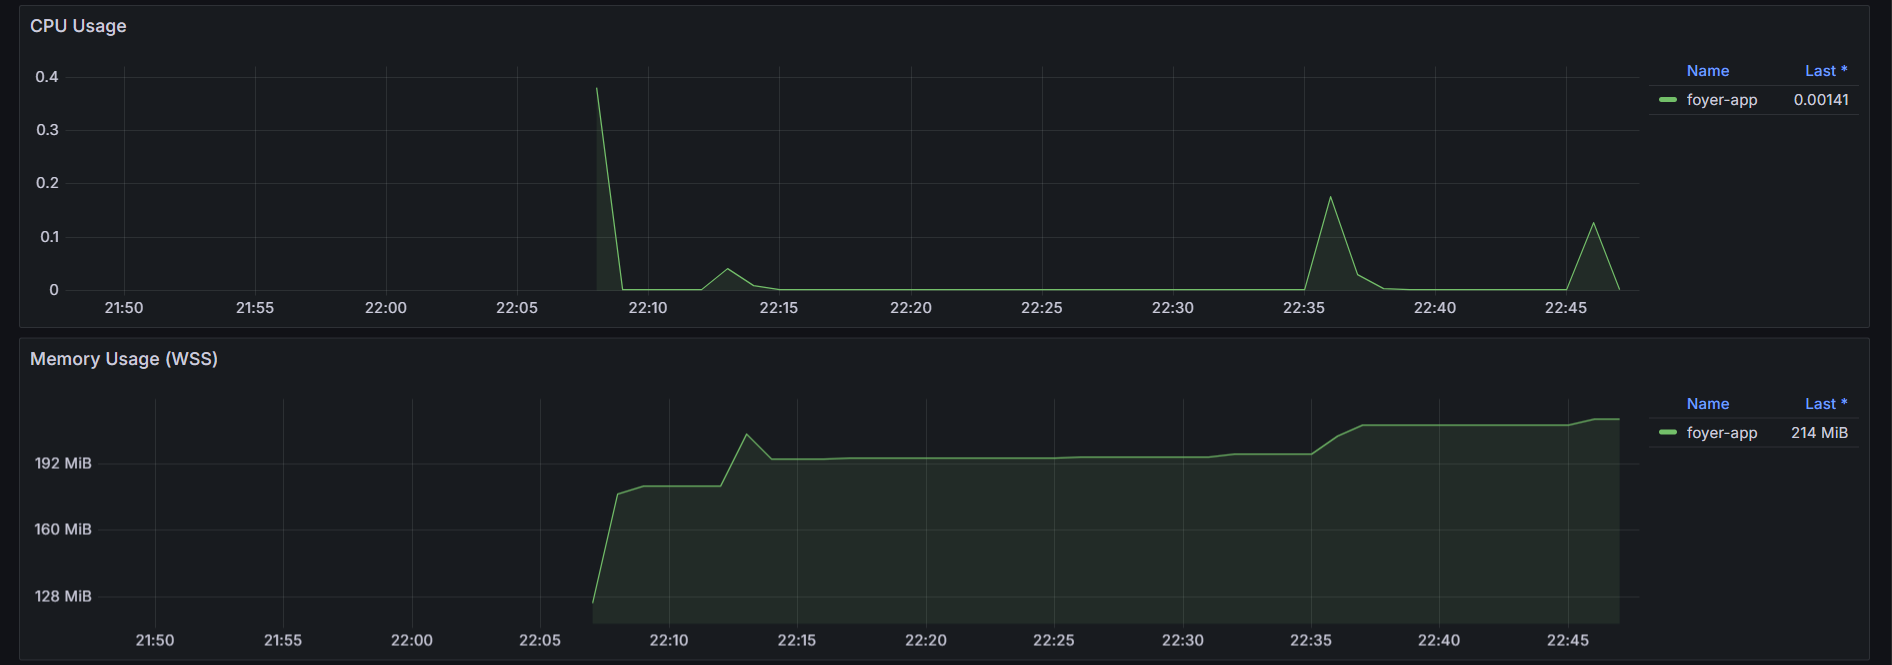 CPU Usage
0.4
0.3
0.2
0.1
0
21:50 21:55 22:00 22:05 22:10 22:15 22:20 22:25 22:30 22:35 22:40 22:45
Name Last *
foyer-app 0.00141
Memory Usage (WSS)
192 MiB
160 MiB
128 MiB
21:50 21:55 22:00 22:05 22:10 22:15 22:20 22:25 22:30 22:35 22:40 22:45
Name Last *
foyer-app 214 MiB